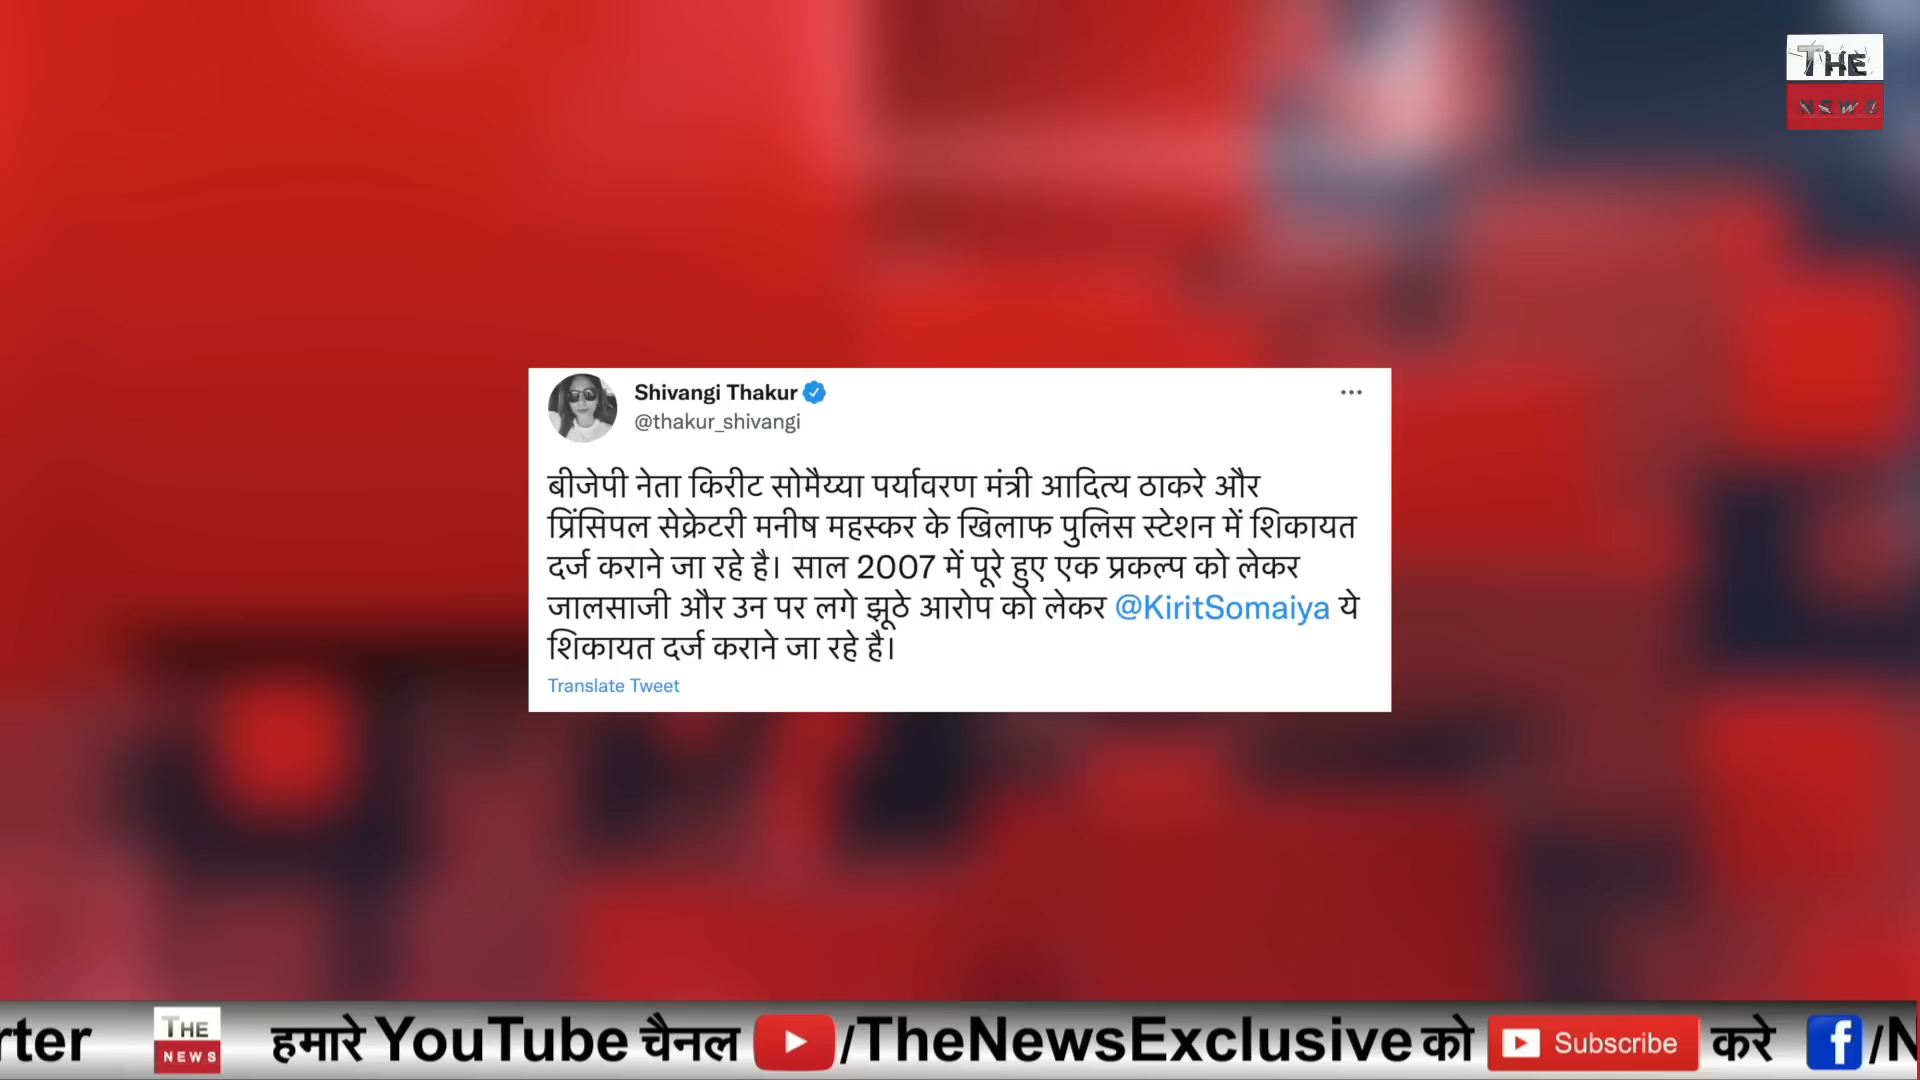 THE
NEWS
Shivangi Thakur
@thakur_shivangi
बीजेपी नेता किरीट सोमैय्या पर्यावरण मंत्री आदित्य ठाकरे और
प्रिंसिपल सेक्रेटरी मनीष महस्कर के खिलाफ पुलिस स्टेशन में शिकायत
दर्ज कराने जा रहे है। साल 2007 में पूरे हुए एक प्रकल्प को लेकर
जालसाजी और उन पर लगे झूठे आरोप को लेकर @KiritSomaiya ये
शिकायत दर्ज कराने जा रहे है।
Translate Tweet
rter THE NEWS हमारे YouTube चैनल /TheNewsExclusive को Subscribe करे /N